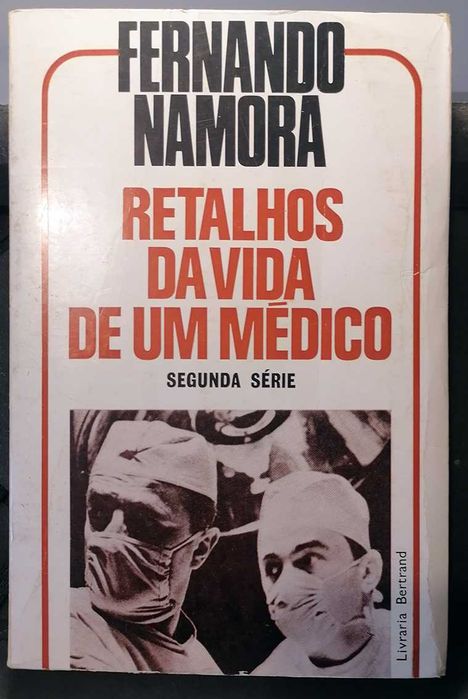 FERNANDO
NAMORA
RETALHOS
DA VIDA
DE UM MÉDICO
SEGUNDA SÉRIE
Livraria Bertrand